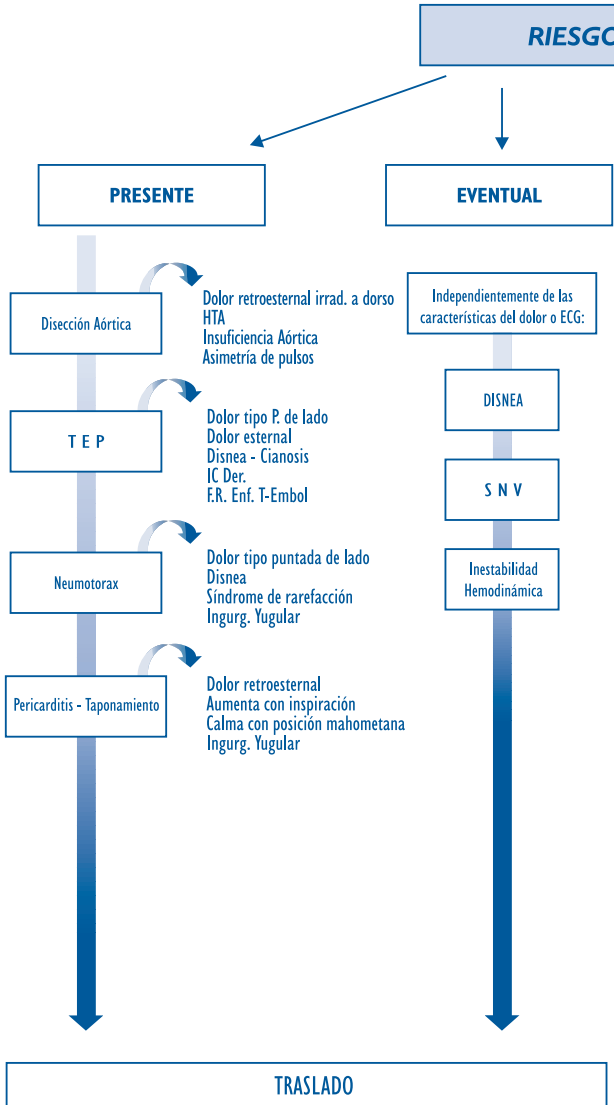 RIESGO
PRESENTE
EVENTUAL
Disección Aórtica
Dolor retroesternal irrad. a dorso
HTA
Insuficiencia Aórtica
Asimetría de pulsos
T E P
Dolor tipo P. de lado
Dolor esternal
Disnea - Cianosis
IC Der.
F.R. Enf. T-Embol
Neumotorax
Dolor tipo puntada de lado
Disnea
Síndrome de rarefacción
Ingurg. Yugular
Pericarditis - Taponamiento
Dolor retroesternal
Aumenta con inspiración
Calma con posición mahometana
Ingurg. Yugular
Independientemente de las
características del dolor o ECG:
DISNEA
S N V
Inestabilidad
Hemodinámica
TRASLADO